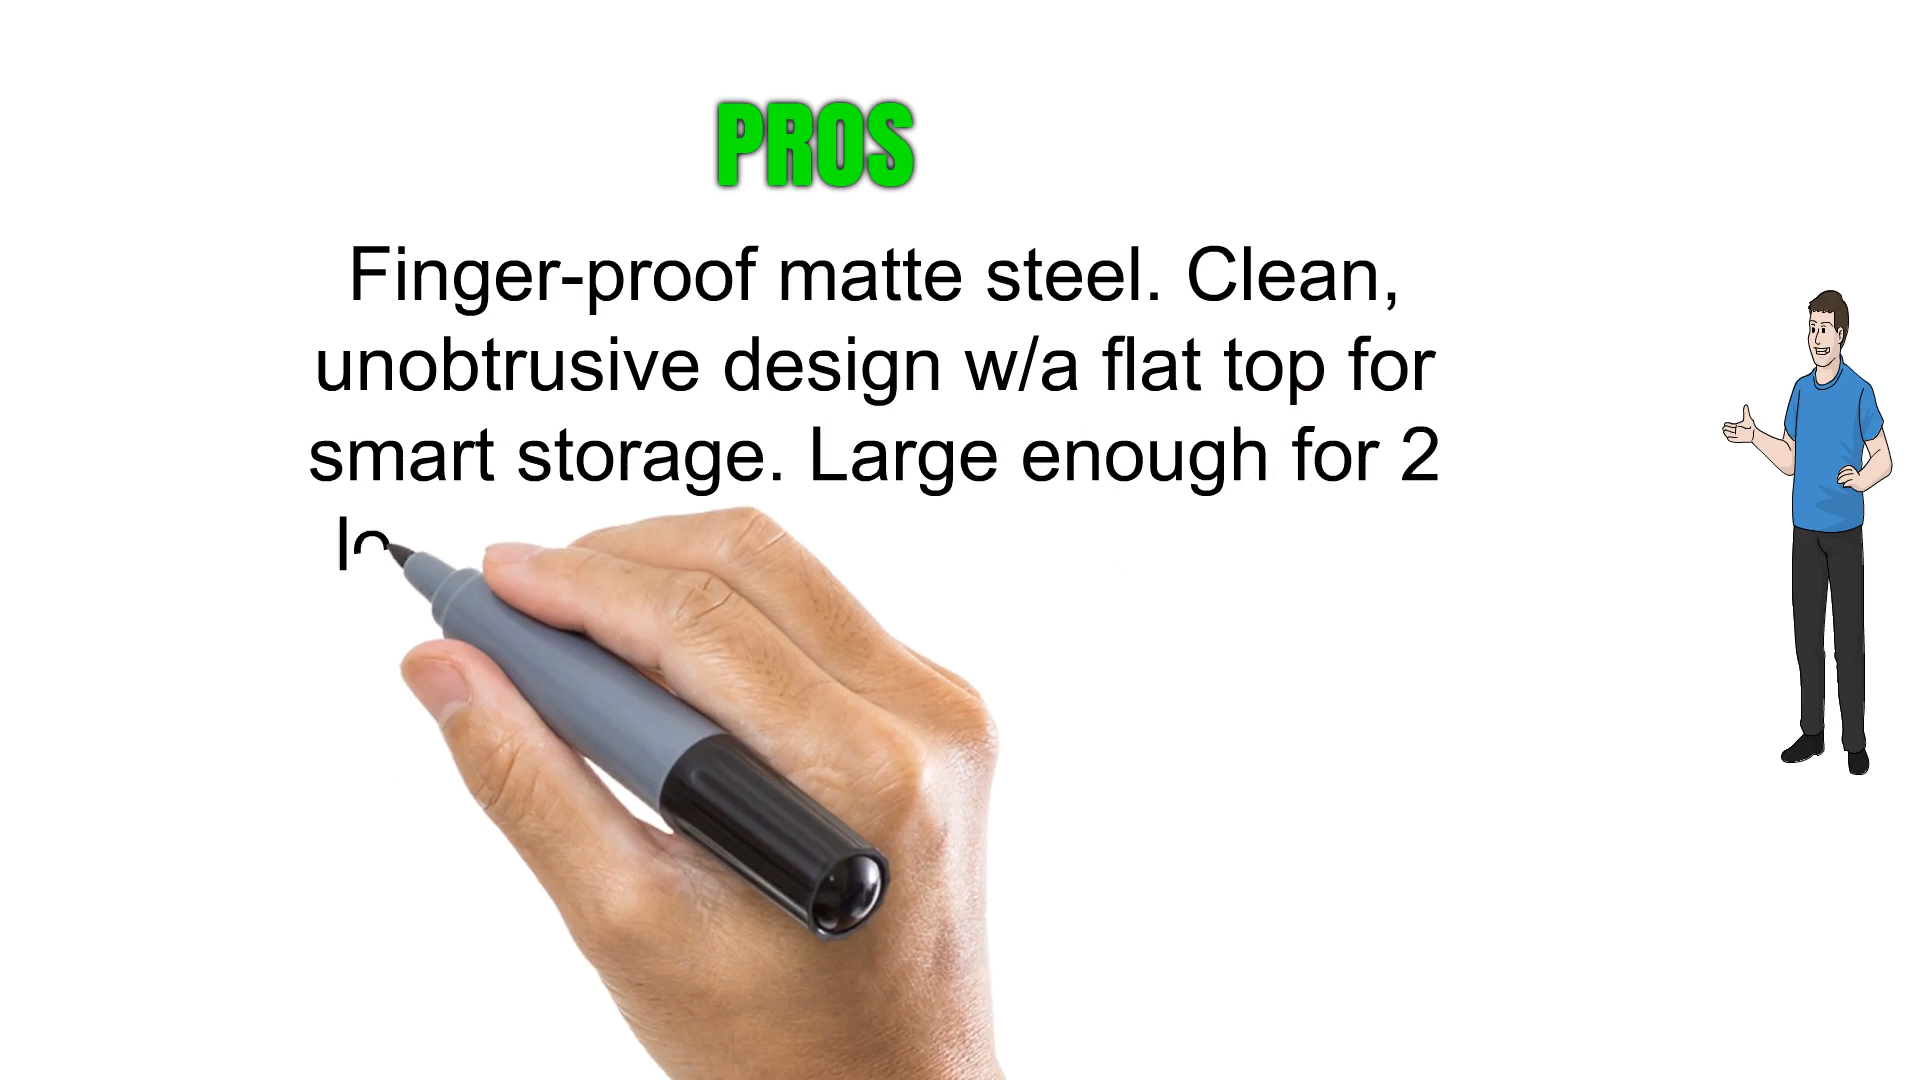 PROS
Finger-proof matte steel. Clean,
unobtrusive design w/a flat top for
smart storage. Large enough for 2